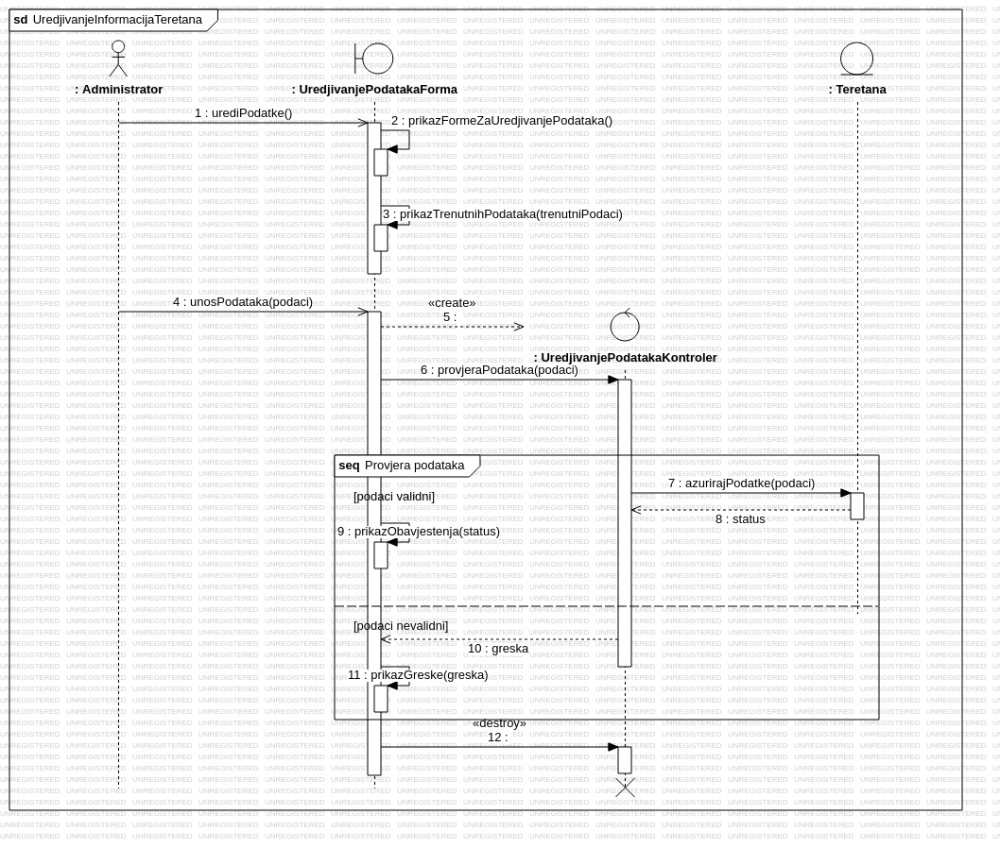 sd UredjivanjeInformacijaTeretana
: Administrator
: UredjivanjePodatakaForma
: Teretana
1 : urediPodatke()
2 : prikazFormeZaUredjivanjePodataka()
3 : prikazTrenutnihPodataka(trenutniPodaci)
4 : unosPodataka(podaci)
«create»
5 :
: UredjivanjePodatakaKontroler
6 : provjeraPodataka(podaci)
seq Provjera podataka
7 : azurirajPodatke(podaci)
[podaci validni]
8 : status
9 : prikazObavjestenja(status)
[podaci nevalidni]
10 : greska
11 : prikazGreske(greska)
«destroy»
12 :
UNREGISTERED